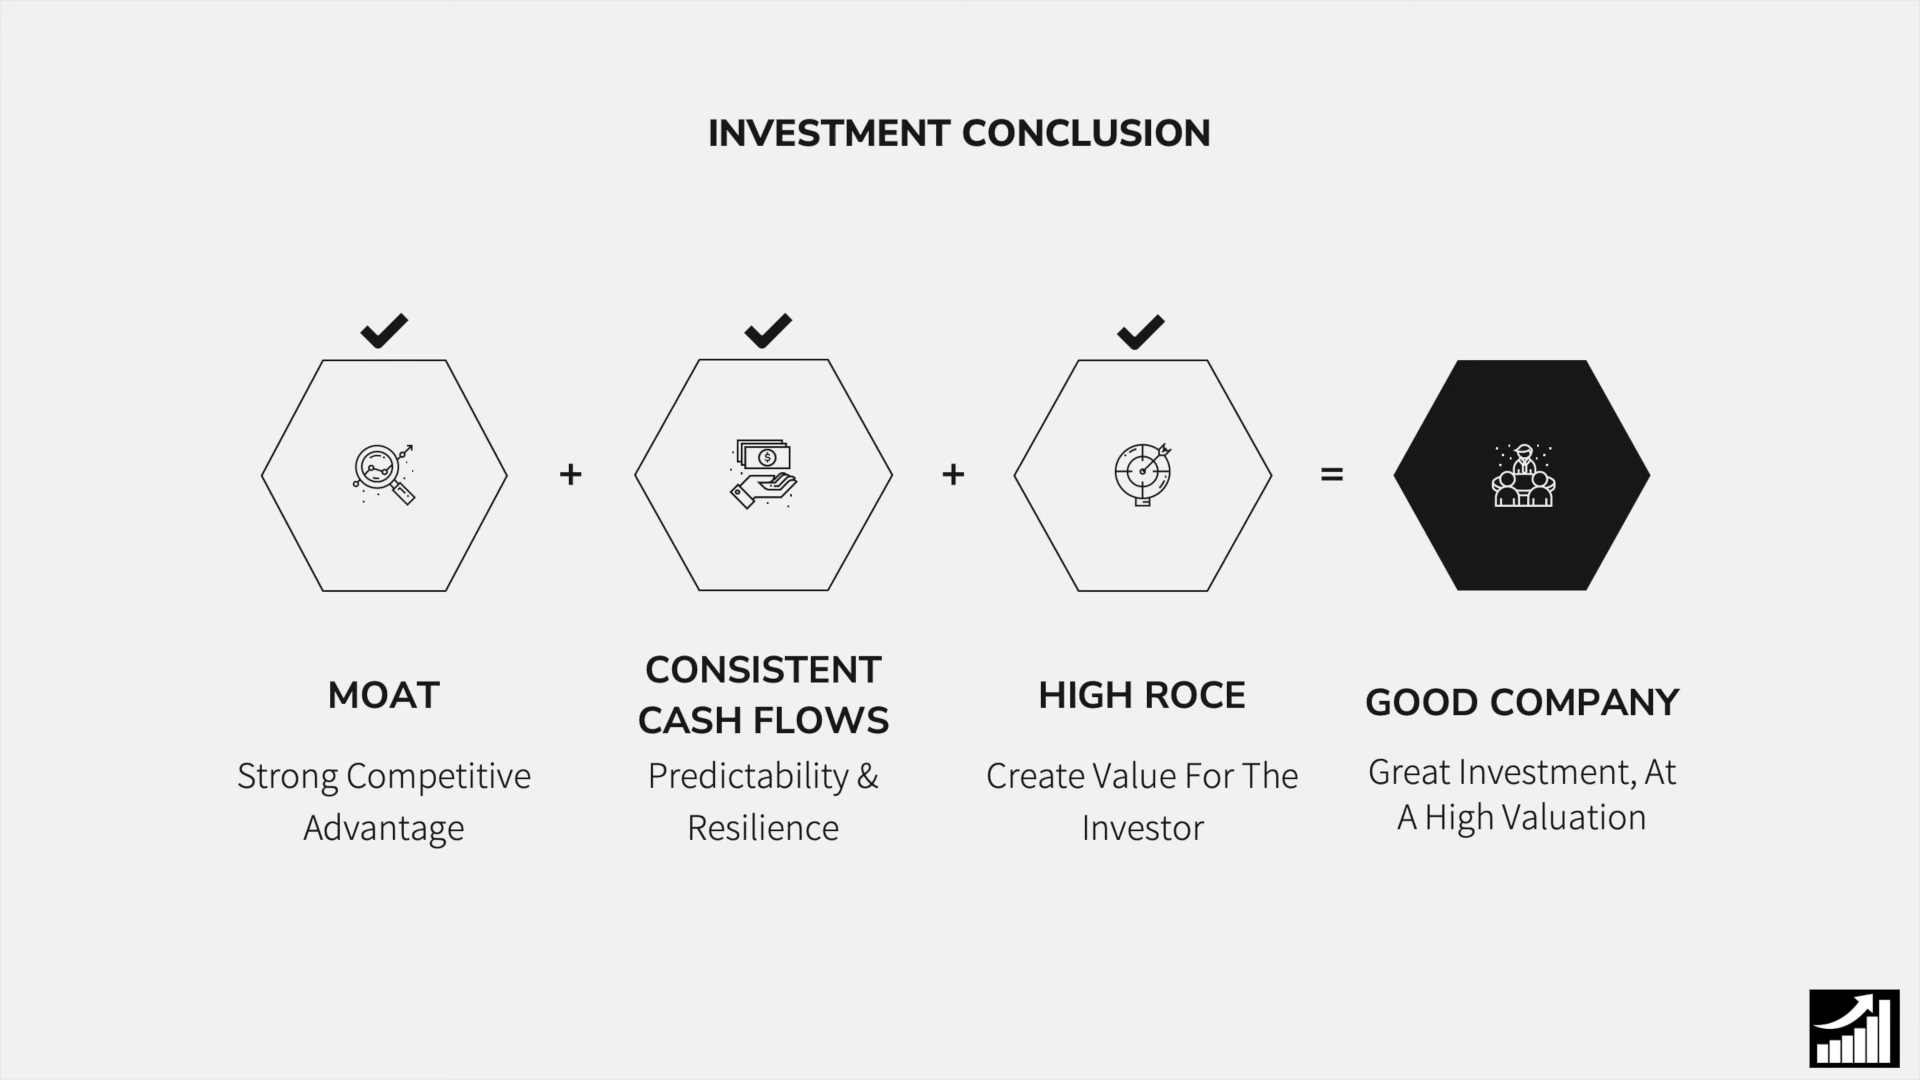 INVESTMENT CONCLUSION
+
+
=
MOAT
Strong Competitive
Advantage
CONSISTENT
CASH FLOWS
Predictability &
Resilience
HIGH ROCE
Create Value For The
Investor
GOOD COMPANY
Great Investment, At
A High Valuation